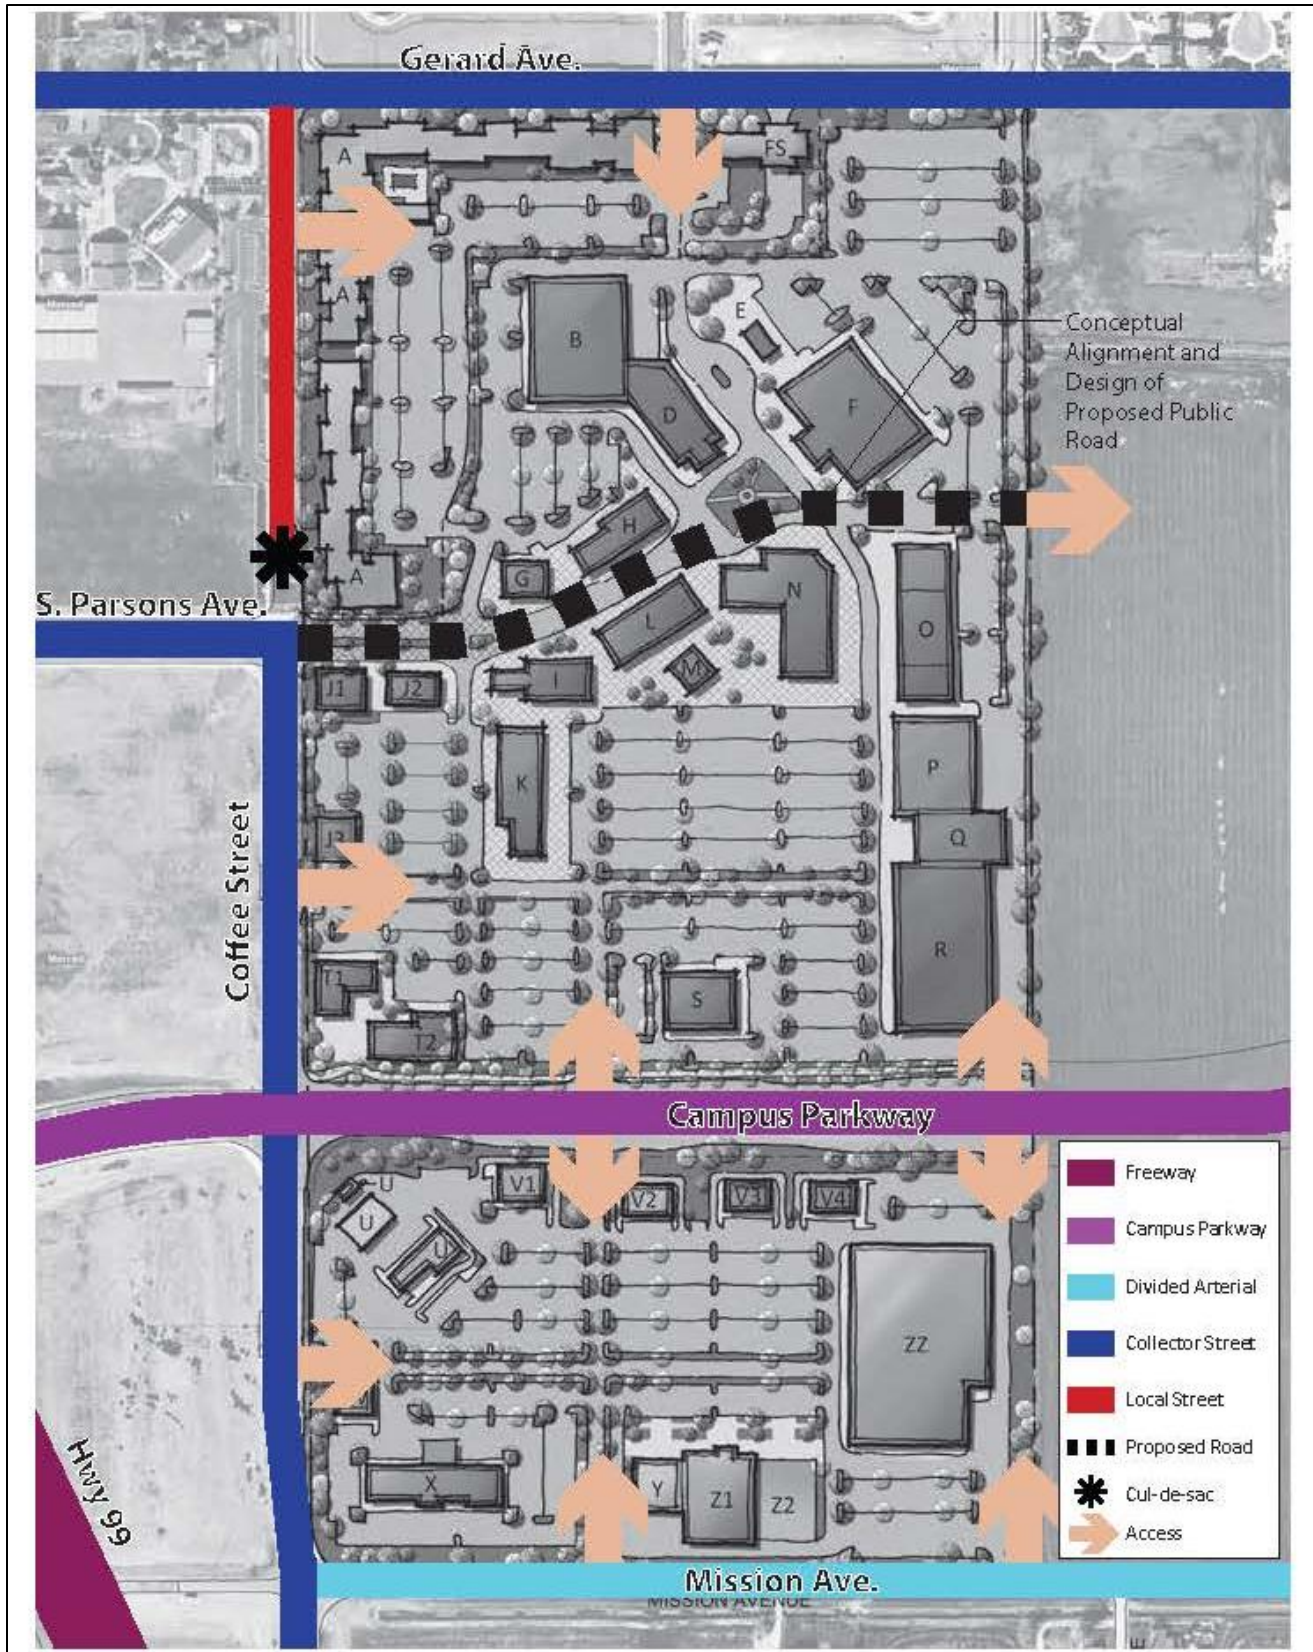 Gerard Ave.
A
FS
A
E
B
Conceptual
Alignment and
Design of
Proposed Public
Road
D
F
H
G
A
S. Parsons Ave.
N
L
O
M
I
J1
J2
K
P
J3
Q
Coffee Street
R
T1
S
T2
Campus Parkway
Freeway
Campus Parkway
Divided Arterial
Collector Street
Local Street
Proposed Road
Cul-de-sac
Access
U
V1
V2
V3
V4
U
U
ZZ
Hwy 99
X
Y
Z1
Z2
Mission Ave.
MISSION AVENUE